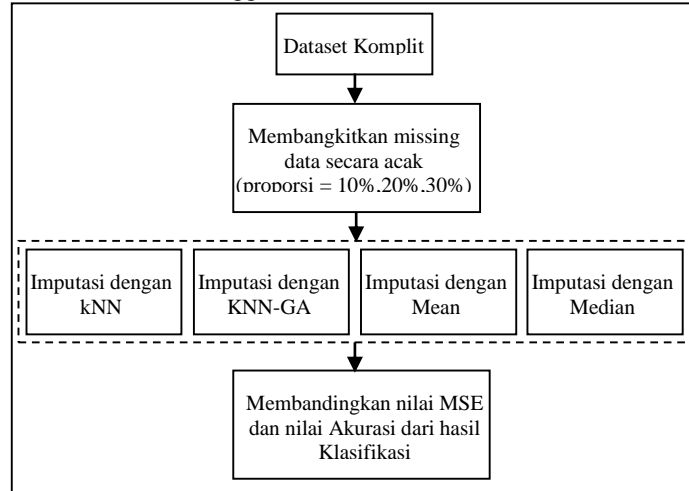 Dataset Komplit
Membangkitkan missing
data secara acak
(proporsi = 10%,20%,30%)
Imputasi dengan
kNN
Imputasi dengan
KNN-GA
Imputasi dengan
Mean
Imputasi dengan
Median
Membandingkan nilai MSE
dan nilai Akurasi dari hasil
Klasifikasi